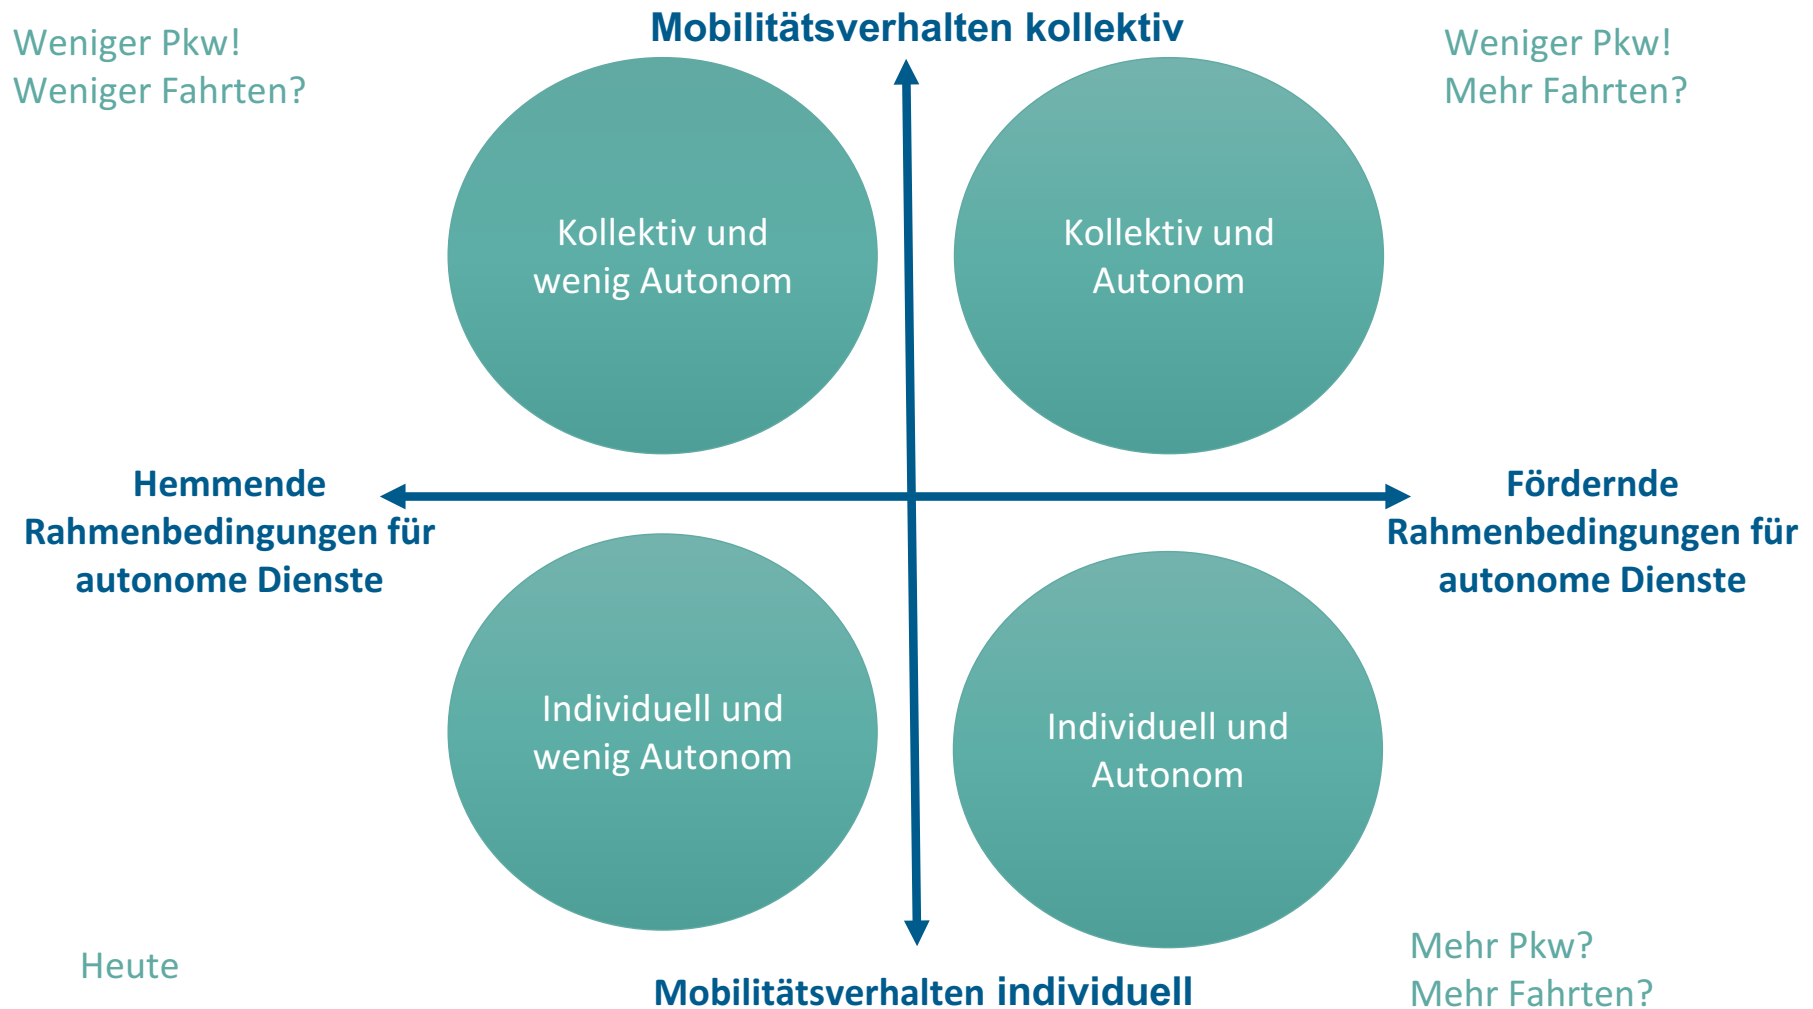 Mobilitätsverhalten kollektiv
Weniger Pkw!
Weniger Fahrten?
Weniger Pkw!
Mehr Fahrten?
Kollektiv und
wenig Autonom
Kollektiv und
Autonom
Hemmende
Rahmenbedingungen für
autonome Dienste
Fördernde
Rahmenbedingungen für
autonome Dienste
Individuell und
wenig Autonom
Individuell und
Autonom
Heute
Mobilitätsverhalten individuell
Mehr Pkw?
Mehr Fahrten?